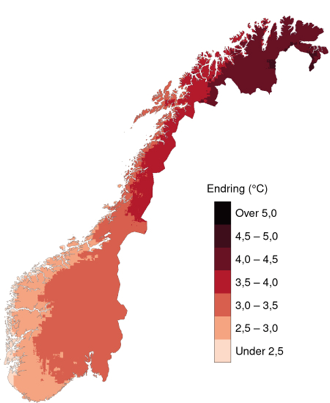 Endring (°C)
Over 5,0
4,5 – 5,0
4,0 – 4,5
3,5 – 4,0
3,0 – 3,5
2,5 – 3,0
Under 2,5